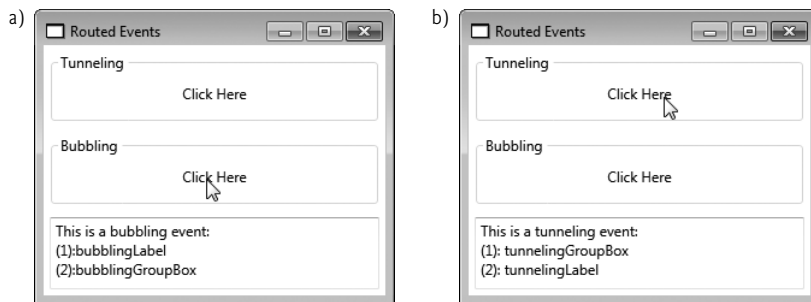 a)
Routed Events
Tunneling
Click Here
Bubbling
Click Here
This is a bubbling event:
(1):bubblingLabel
(2):bubblingGroupBox
b)
Routed Events
Tunneling
Click Here
Bubbling
Click Here
This is a tunneling event:
(1): tunnelingGroupBox
(2): tunnelingLabel